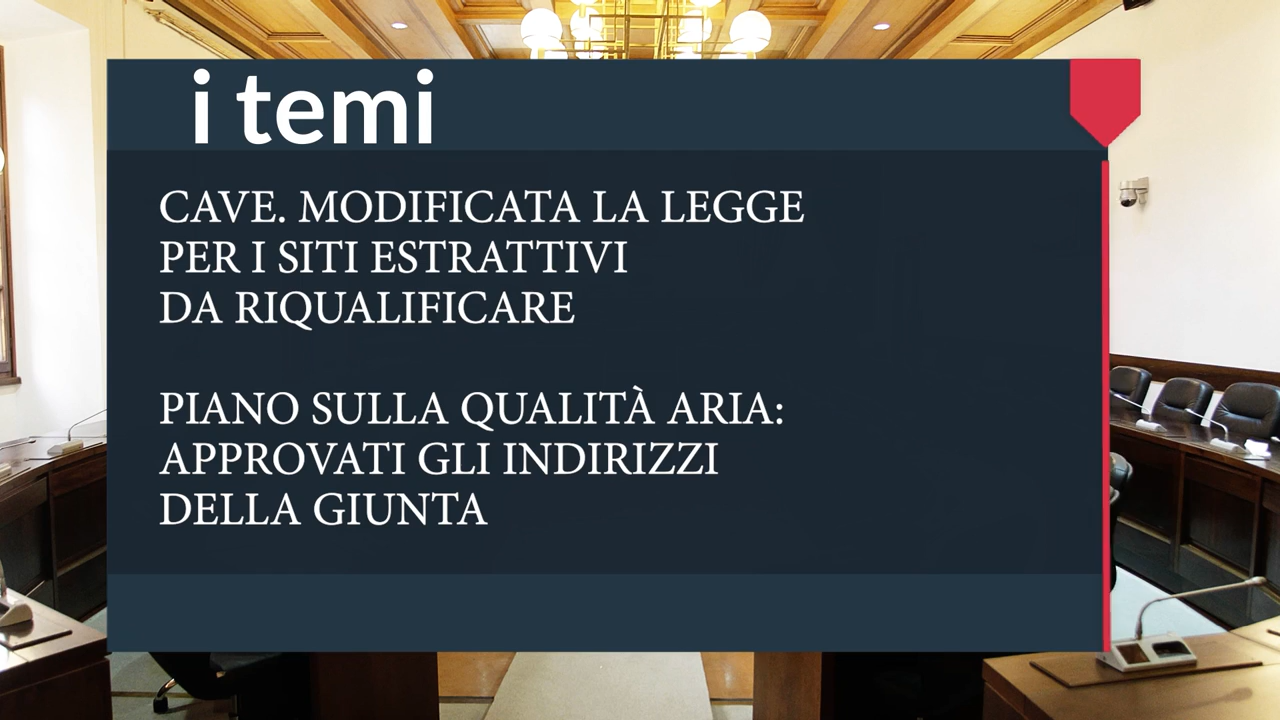 i temi
CAVE. MODIFICATA LA LEGGE
PER I SITI ESTRATTIVI
DA RIQUALIFICARE
PIANO SULLA QUALITÀ ARIA:
APPROVATI GLI INDIRIZZI
DELLA GIUNTA